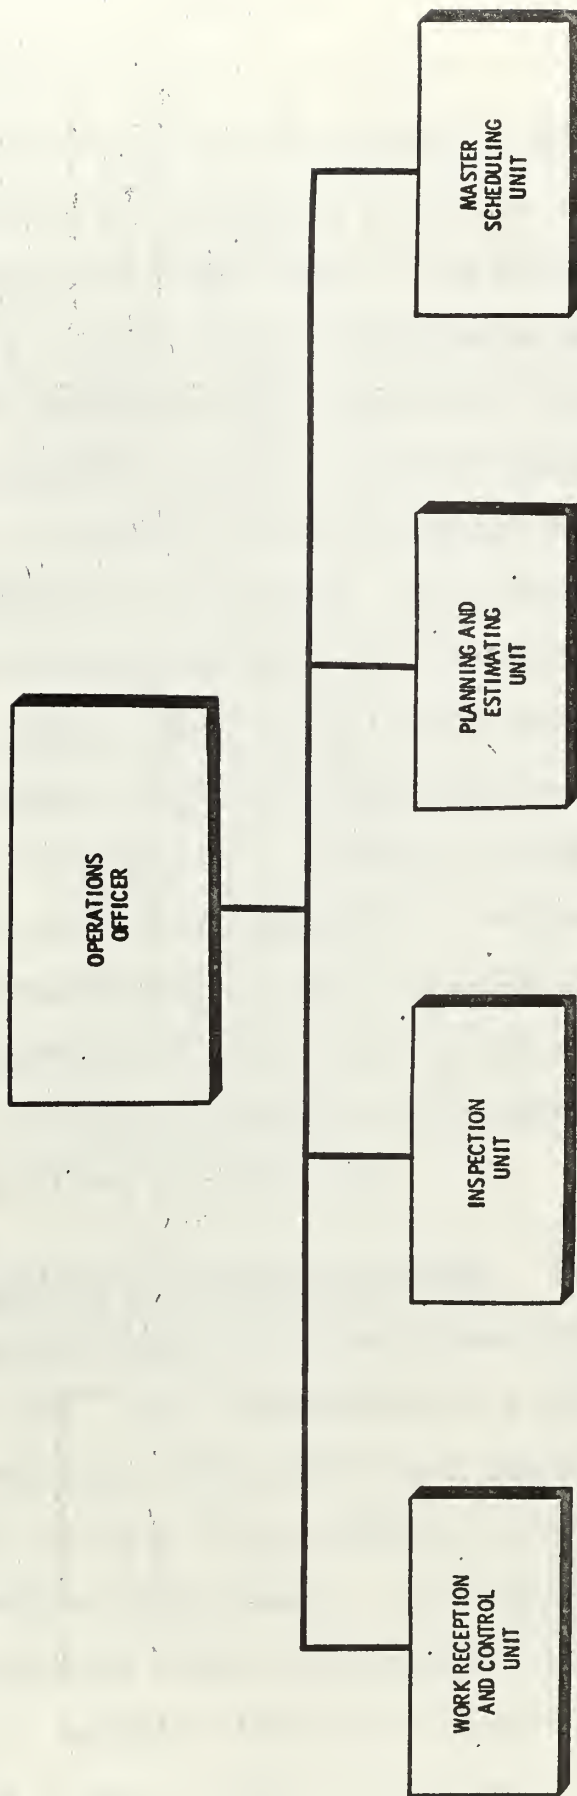 OPERATIONS
OFFICER
WORK RECEPTION
AND CONTROL
UNIT
INSPECTION
UNIT
PLANNING AND
ESTIMATING
UNIT
MASTER
SCHEDULING
UNIT